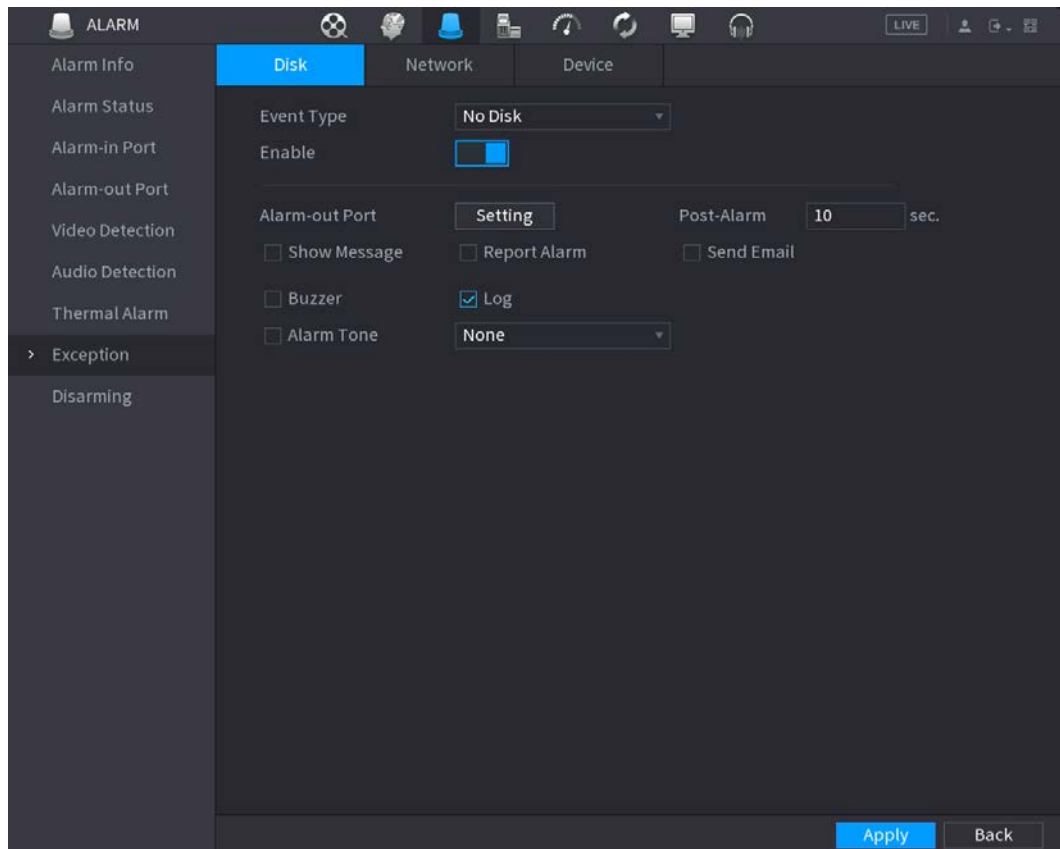 ALARM
LIVE
Alarm Info
Alarm Status
Alarm-in Port
Alarm-out Port
Video Detection
Audio Detection
Thermal Alarm
> Exception
Disarming
Disk Network Device
Event Type No Disk
Enable
Alarm-out Port Setting Post-Alarm 10 sec.
Show Message Report Alarm Send Email
Buzzer Log
Alarm Tone None
Apply Back